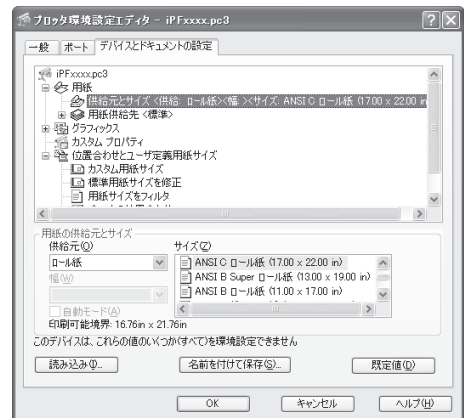 プロッタ環境設定エディタ - iPFxxxx.pc3
一般 ポート デバイスとドキュメントの設定
iPFxxxx.pc3
用紙
供給元とサイズ <供給: ロール紙><幅: ><サイズ: ANSI C ロール紙 (17.00 x 22.00 in
用紙供給先 <標準>
グラフィックス
カスタム プロパティ
位置合わせとユーザ定義用紙サイズ
カスタム用紙サイズ
標準用紙サイズを修正
用紙サイズをフィルタ
用紙の供給元とサイズ
供給元(O) サイズ(Z)
ロール紙 ANSI C ロール紙 (17.00 x 22.00 in)
幅(W) ANSI B Super ロール紙 (13.00 x 19.00 in)
ANSI B ロール紙 (11.00 x 17.00 in)
自動モード(A)
印刷可能境界: 16.76in x 21.76in
このデバイスは、これらの値のいくつか(すべて)を環境設定できません
読み込み(I)... 名前を付けて保存(S)... 既定値(D)
OK キャンセル ヘルプ(H)